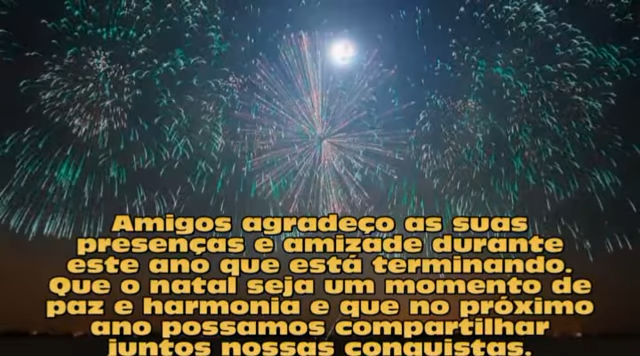 Amigos agradeço as suas
presenças e amizade durante
este ano que está terminando.
Que o natal seja um momento de
paz e harmonia e que no próximo
ano possamos compartilhar
juntos nossas conquistas.